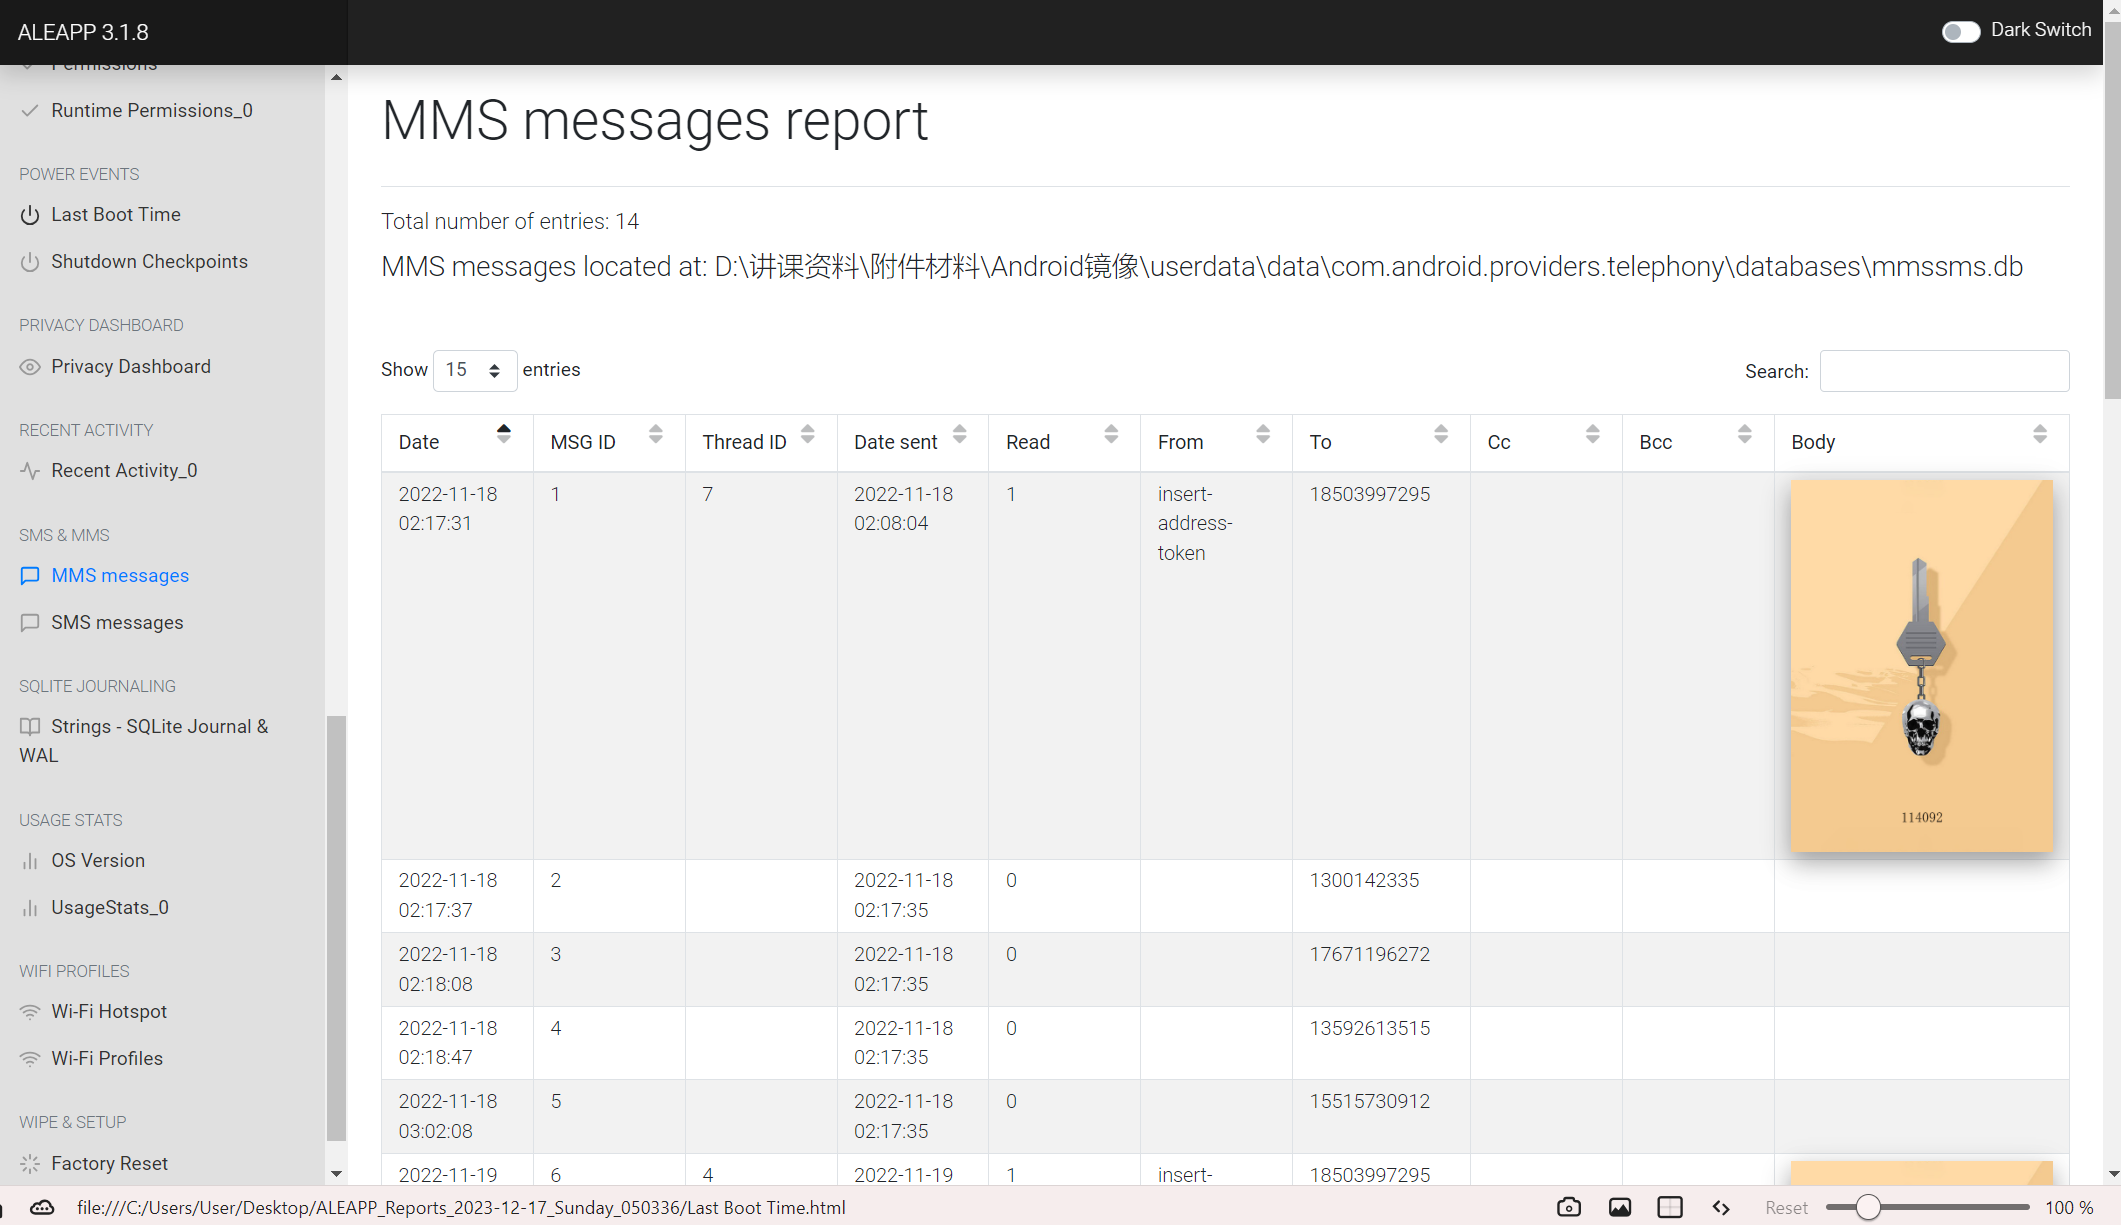 ALEAPP 3.1.8
Dark Switch
Permissions
Runtime Permissions_0
POWER EVENTS
Last Boot Time
Shutdown Checkpoints
PRIVACY DASHBOARD
Privacy Dashboard
RECENT ACTIVITY
Recent Activity_0
SMS & MMS
MMS messages
SMS messages
SQLITE JOURNALING
Strings - SQLite Journal &
WAL
USAGE STATS
OS Version
UsageStats_0
WIFI PROFILES
Wi-Fi Hotspot
Wi-Fi Profiles
WIPE & SETUP
Factory Reset
MMS messages report
Total number of entries: 14
MMS messages located at: D:\讲课资料\附件材料\Android镜像\userdata\data\com.android.providers.telephony\databases\mmssms.db
Show 15 entries
Search:
Date MSG ID Thread ID Date sent Read From To Cc Bcc Body
2022-11-18 1 7 2022-11-18 1 insert- 18503997295
02:17:31 02:08:04 address-
token
114092
2022-11-18 2 2022-11-18 0 1300142335
02:17:37 02:17:35
2022-11-18 3 2022-11-18 0 17671196272
02:18:08 02:17:35
2022-11-18 4 2022-11-18 0 13592613515
02:18:47 02:17:35
2022-11-18 5 2022-11-18 0 15515730912
03:02:08 02:17:35
2022-11-19 6 4 2022-11-19 1 insert- 18503997295
file:///C:/Users/User/Desktop/ALEAPP_Reports_2023-12-17_Sunday_050336/Last Boot Time.html
Reset
100 %